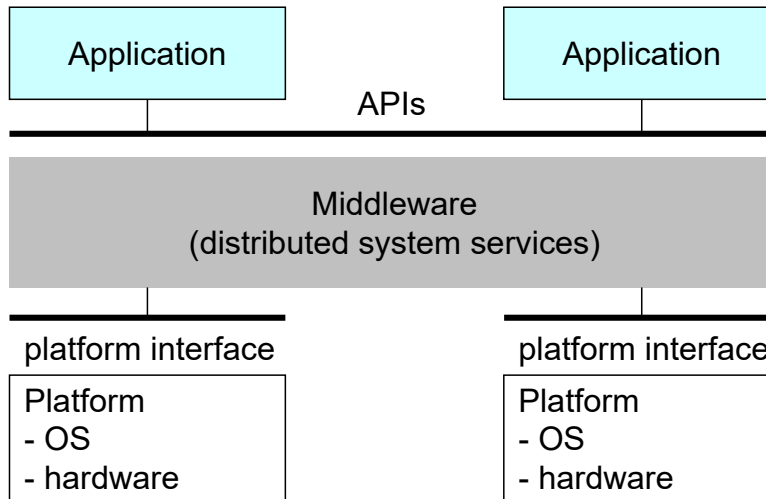 Application
Application
APIs
Middleware
(distributed system services)
platform interface
platform interface
Platform
- OS
- hardware
Platform
- OS
- hardware